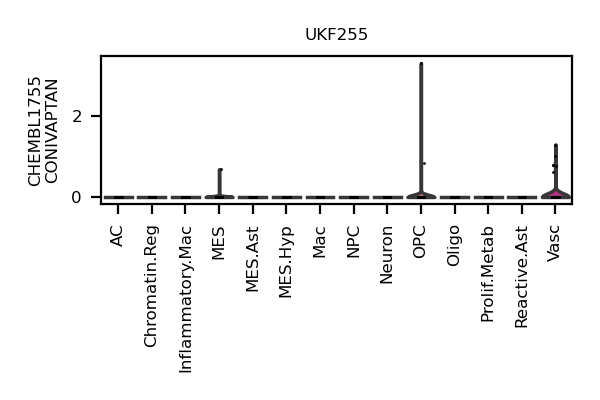 UKF255
CHEMBL1755
CONIVAPTAN
2
0
AC
Chromatin.Reg
Inflammatory.Mac
MES
MES.Ast
MES.Hyp
Mac
NPC
Neuron
OPC
Oligo
Prolif.Metab
Reactive.Ast
Vasc